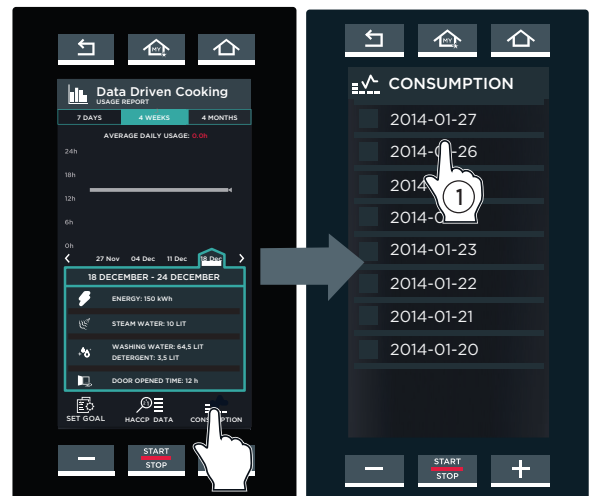 MY
Data Driven Cooking
USAGE REPORT
7 DAYS 4 WEEKS 4 MONTHS
AVERAGE DAILY USAGE: 0.0h
24h
18h
12h
6h
0h
27 Nov 04 Dec 11 Dec 18 Dec
18 DECEMBER - 24 DECEMBER
ENERGY: 150 kWh
STEAM WATER: 10 LIT
WASHING WATER: 64,5 LIT
DETERGENT: 3,5 LIT
DOOR OPENED TIME: 12 h
SET GOAL HACCP DATA
START
STOP
MY
CONSUMPTION
2014-01-27
2014-01-26
1
2014-01-23
2014-01-22
2014-01-21
2014-01-20
START
STOP